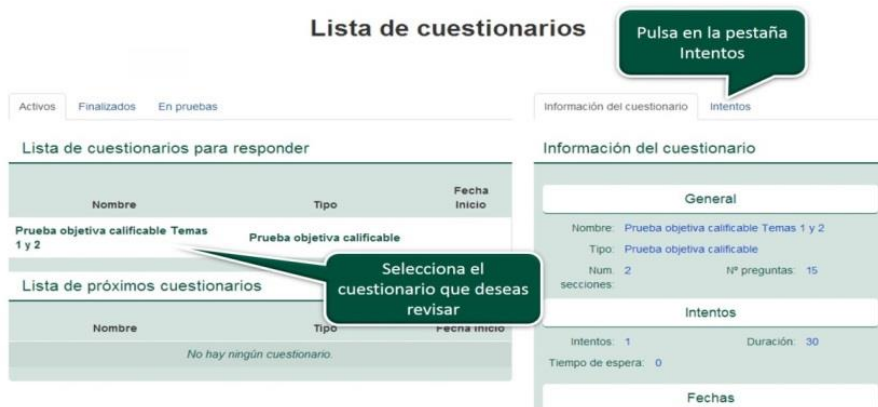 Lista de cuestionarios
Pulsa en la pestaña
Intentos
Activos Finalizados En pruebas
Lista de cuestionarios para responder
Nombre Tipo Fecha
Inicio
Prueba objetiva calificable Temas
1 y 2
Prueba objetiva calificable
Selecciona el
cuestionario que deseas
revisar
Lista de próximos cuestionarios
Nombre Tipo Fecha Inicio
No hay ningún cuestionario.
Información del cuestionario Intentos
Información del cuestionario
General
Nombre: Prueba objetiva calificable Temas 1 y 2
Tipo: Prueba objetiva calificable
Num. 2 Nº preguntas: 15
secciones:
Intentos
Intentos: 1 Duración: 30
Tiempo de espera: 0
Fechas